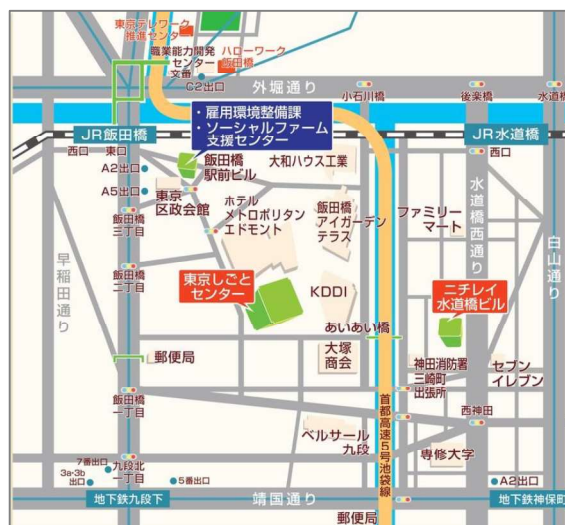 東京テレワーク
推進センター
職業能力開発
センター
ハローワーク
飯田橋
C2出口
外堀通り
小石川橋
後楽橋
水道橋
・雇用環境整備課
・ソーシャルファーム
支援センター
JR飯田橋
JR水道橋
西口
東口
西口
A2出口
飯田橋
駅前ビル
大和ハウス工業
A5出口
東京
区政会館
ホテル
メトロポリタン
エドモント
飯田橋
アイガーデン
テラス
ファミリー
マート
水道橋西通り
白山通り
飯田橋
三丁目
早稲田通り
飯田橋
二丁目
東京しごと
センター
KDDI
ニチレイ
水道橋ビル
あいあい橋
郵便局
大塚
商会
神田消防署
三崎町
出張所
セブン
イレブン
飯田橋
一丁目
首都高速5号池袋線
西神田
ベルサール
九段
専修大学
7番出口
3a・3b
出口
九段北
一丁目
5番出口
A2出口
地下鉄九段下
靖国通り
地下鉄神保町
郵便局